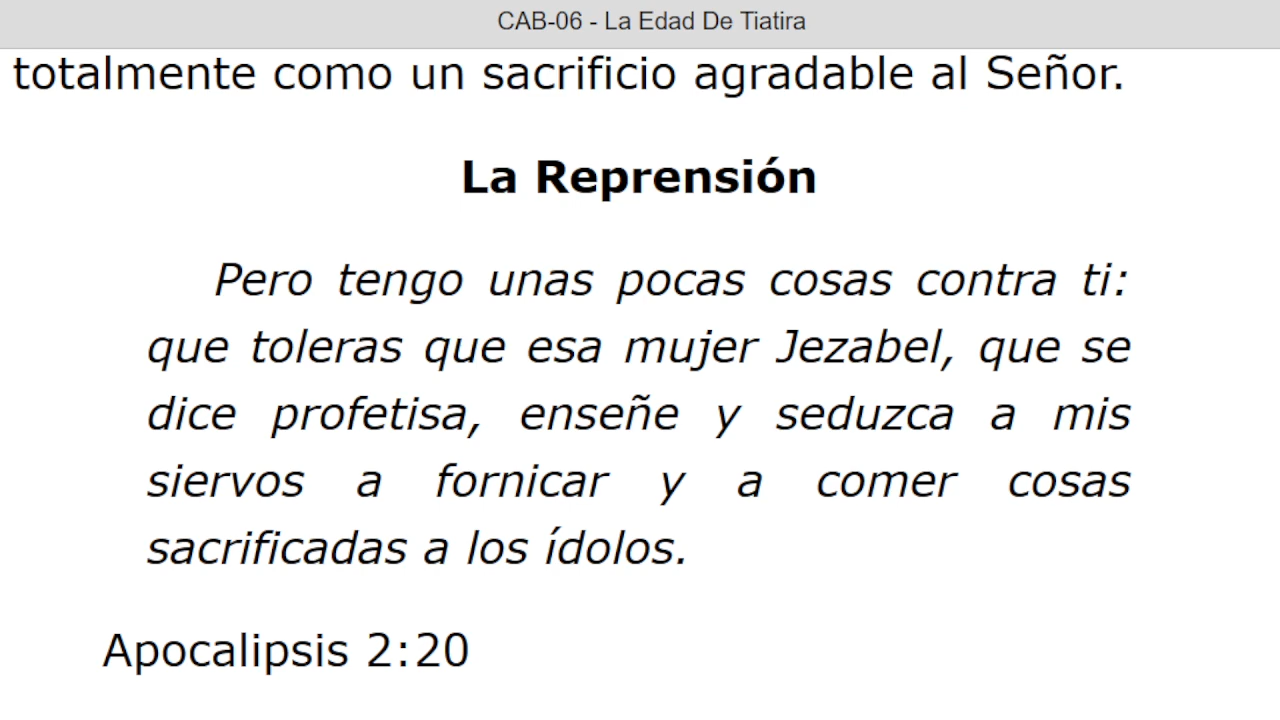 CAB-06 - La Edad De Tiatira
totalmente como un sacrificio agradable al Señor.
La Reprensión
Pero tengo unas pocas cosas contra ti:
que toleras que esa mujer Jezabel, que se
dice profetisa, enseñe y seduzca a mis
siervos a fornicar y a comer cosas
sacrificadas a los ídolos.
Apocalipsis 2:20